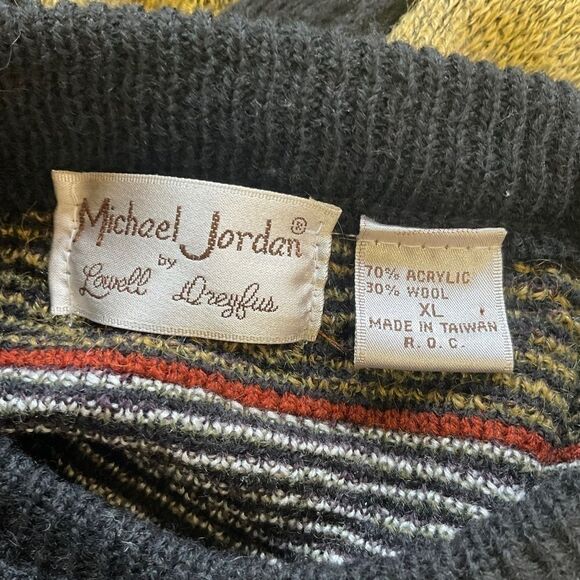 Michael Jordan®
by
Lowell Dreyfus
70% ACRYLIC
30% WOOL
XL
MADE IN TAIWAN
R.O.C.